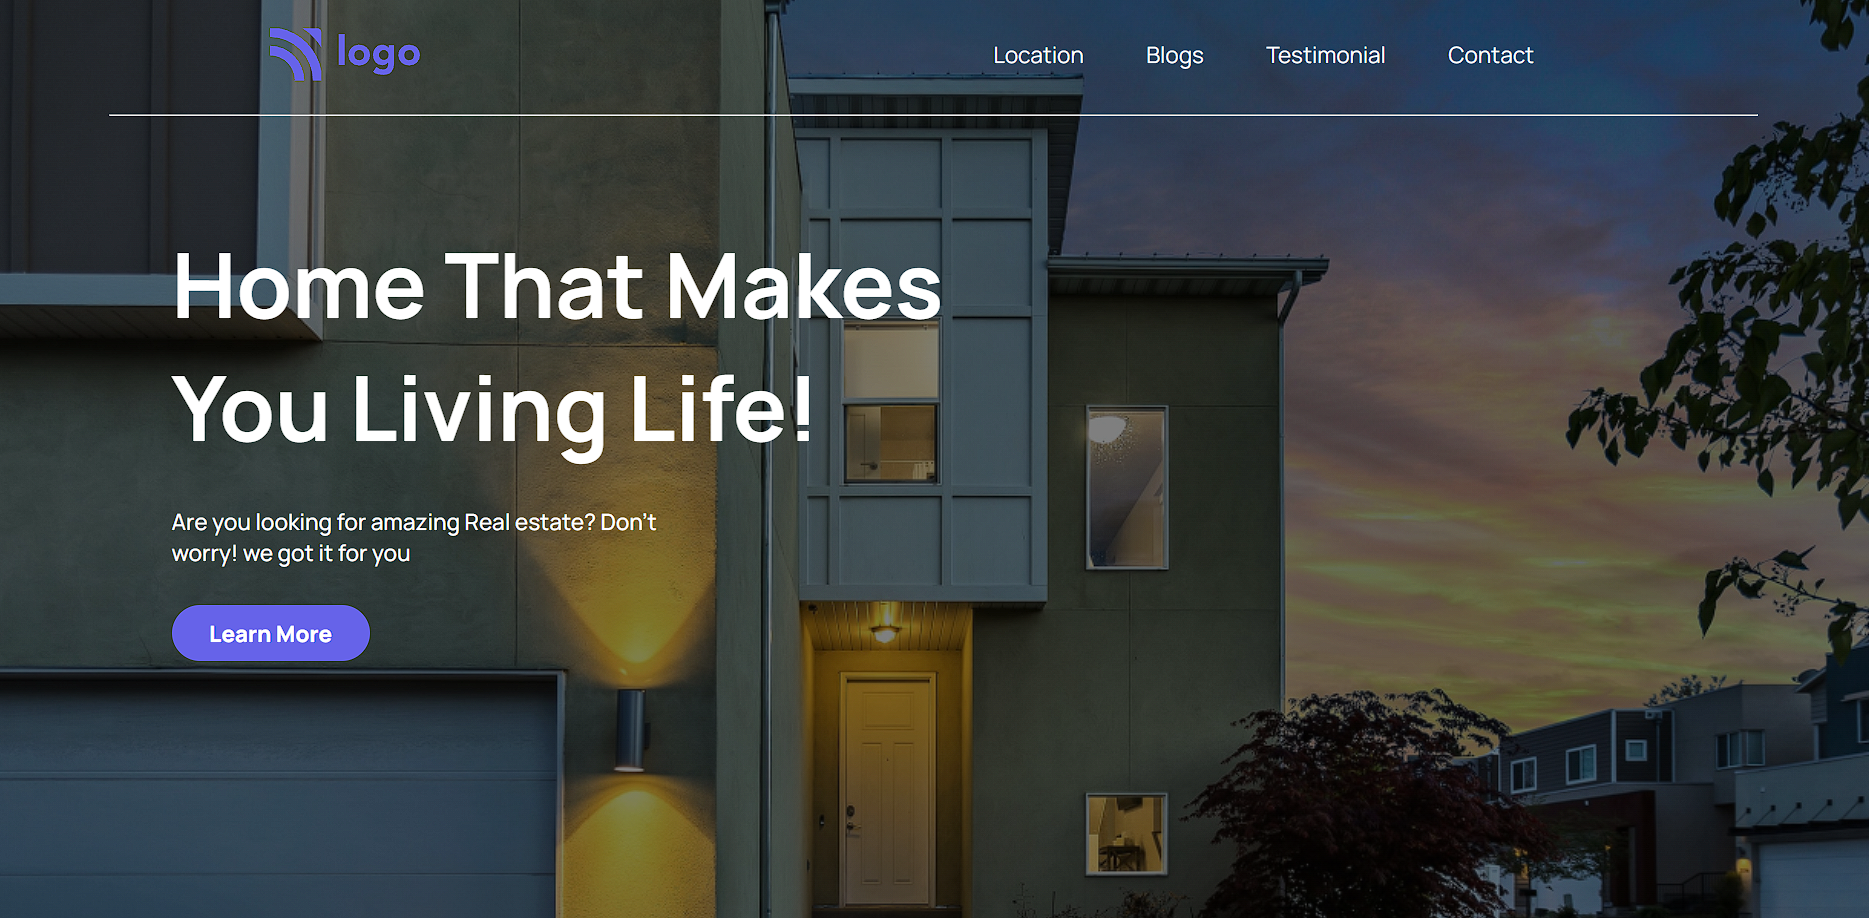 logo
Location
Blogs
Testimonial
Contact
Home That Makes
You Living Life!
Are you looking for amazing Real estate? Don't
worry! we got it for you
Learn More